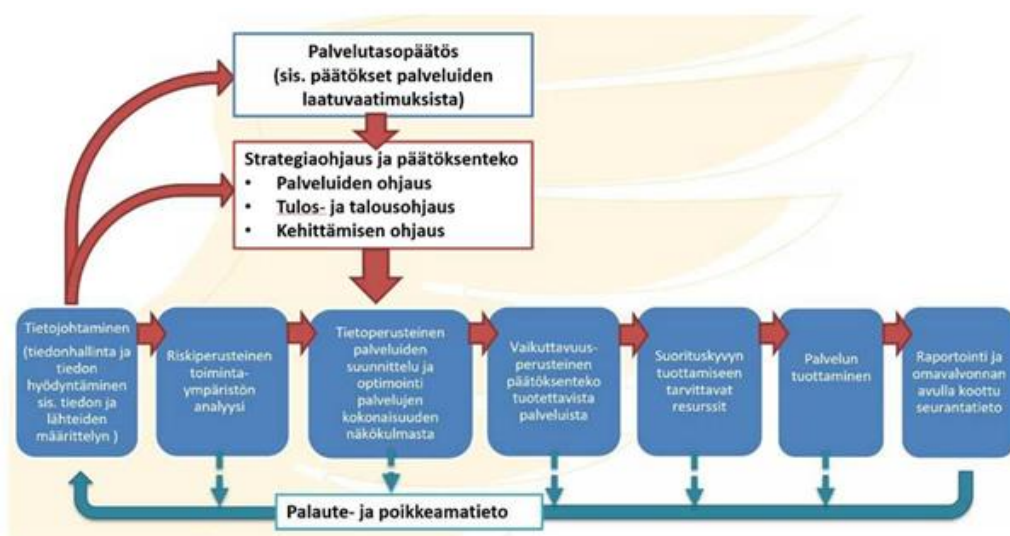 Palvelutasopäätös
(sis. päätökset palveluiden
laatuvaatimuksista)
Strategiaohjaus ja päätöksenteko
• Palveluiden ohjaus
• Tulos- ja talousohjaus
• Kehittämisen ohjaus
Tietojohtaminen
(tiedonhallinta ja
tiedon
hyödyntäminen
sis. tiedon ja
lähteiden
määrittelyn )
Riskiperusteinen
toiminta-
ympäristön
analyysi
Tietoperusteinen
palveluiden
suunnittelu ja
optimointi
palvelujen
kokonaisuuden
näkökulmasta
Vaikuttavuus-
perusteinen
päätöksenteko
tuotettavista
palveluista
Suorituskyvyn
tuottamiseen
tarvittavat
resurssit
Palvelun
tuottaminen
Raportointi ja
omavalvonnan
avulla koottu
seurantatieto
Palaute- ja poikkeamatieto